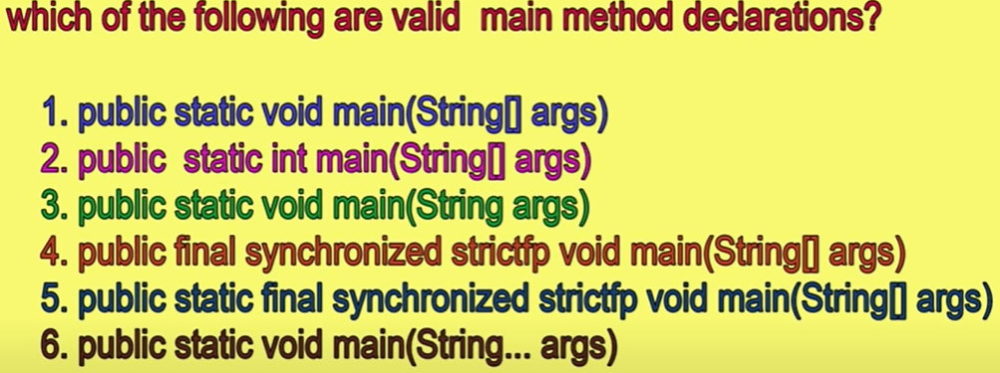 which of the following are valid main method declarations?
1. public static void main(String[] args)
2. public static int main(String[] args)
3. public static void main(String args)
4. public final synchronized strictfp void main(String[] args)
5. public static final synchronized strictfp void main(String[] args)
6. public static void main(String... args)